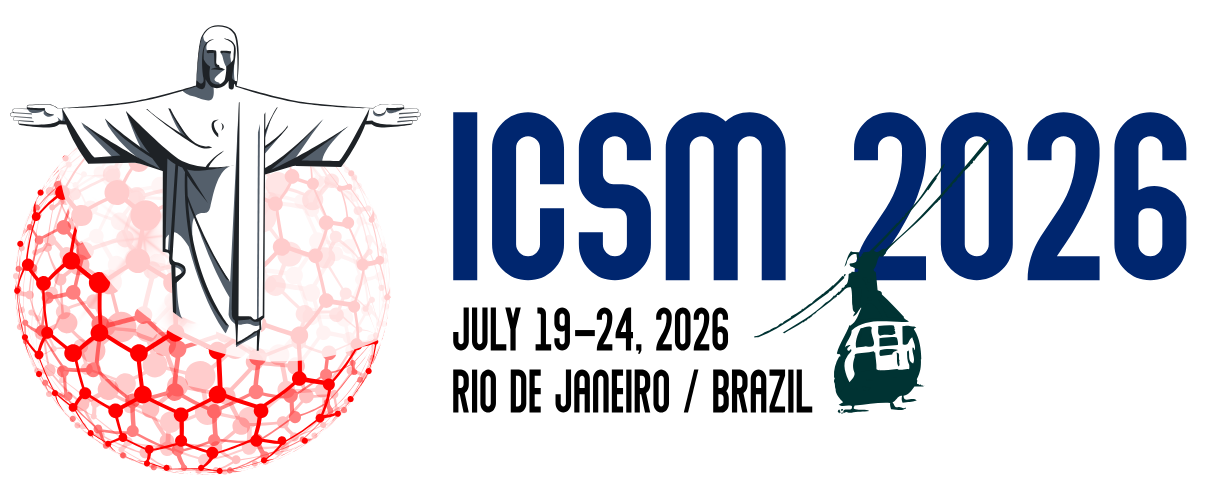 ICSM 2026
JULY 19–24, 2026
RIO DE JANEIRO / BRAZIL